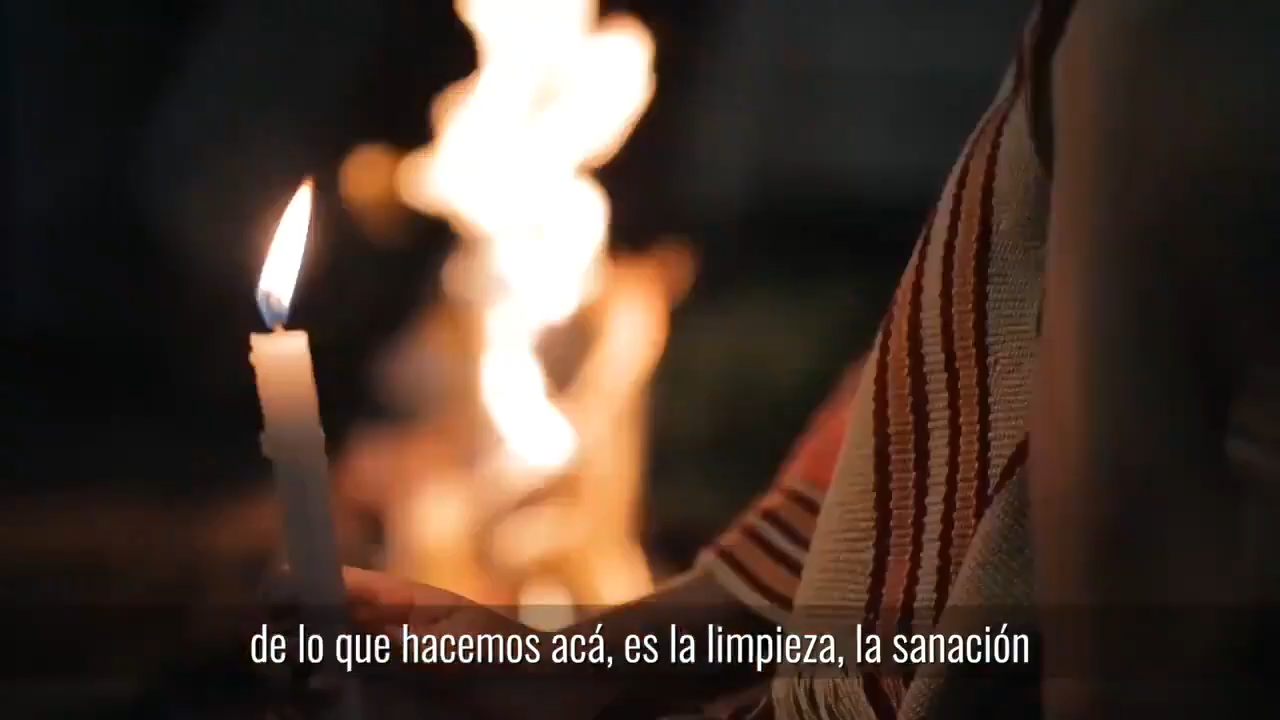 de lo que hacemos acá, es la limpieza, la sanación